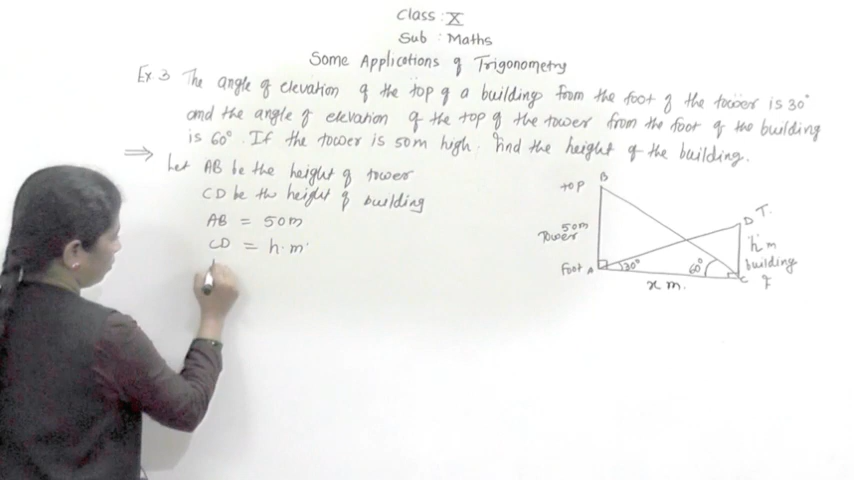 Class : X
Sub : Maths
Some Applications of Trigonometry
Ex 3 The angle of elevation of the top of a building from the foot of the tower is 30°
and the angle of elevation of the top of the tower from the foot of the building
is 60°. If the tower is 50m high. Find the height of the building.
⟹ Let AB be the height of tower
CD be the height of building
AB = 50m
CD = h.m
B
top
D T.
50m
Tower
h m
building
Foot A 30° 60° C f
x m.